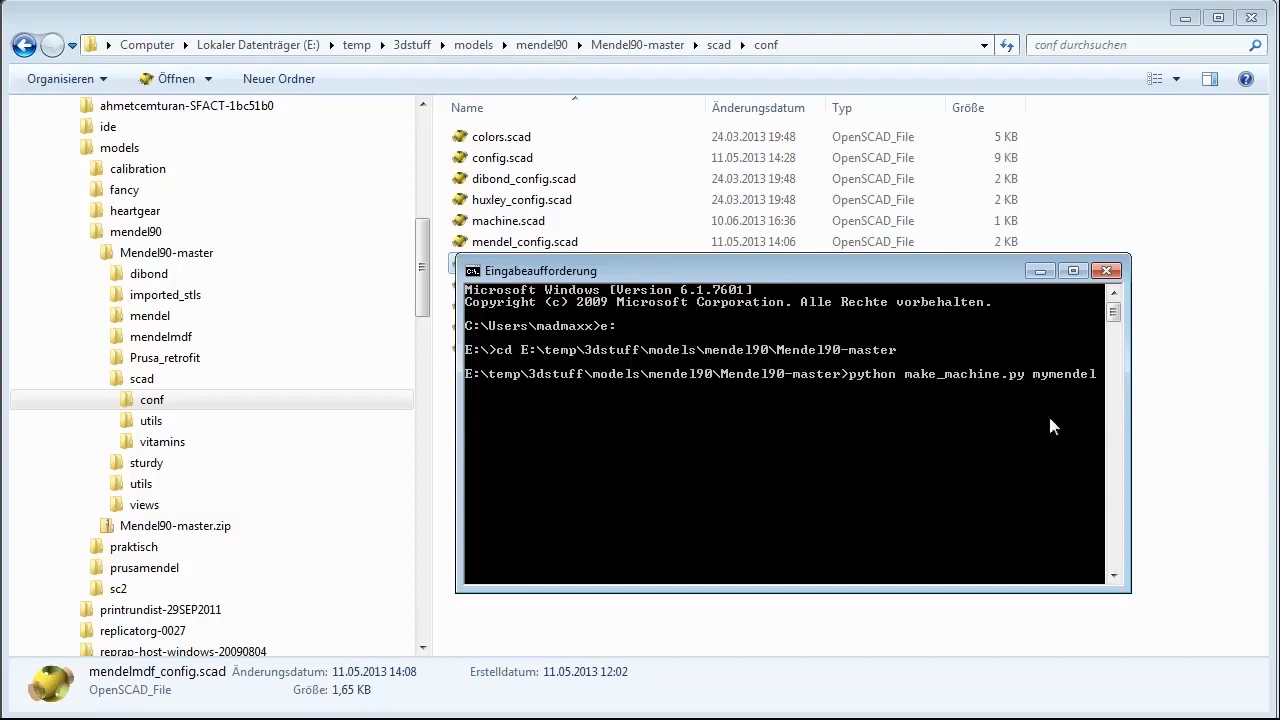 Computer Lokaler Datenträger (E:) temp 3dstuff models mendel90 Mendel90-master scad conf
conf durchsuchen
Organisieren Öffnen Neuer Ordner
ahmetcemturan-SFACT-1bc51b0
ide
models
calibration
fancy
heartgear
mendel90
Mendel90-master
dibond
imported_stls
mendel
mendelmdf
Prusa_retrofit
scad
conf
utils
vitamins
sturdy
utils
views
Mendel90-master.zip
praktisch
prusamendel
sc2
printrundist-29SEP2011
replicatorg-0027
reprap-host-windows-20090804
Name Änderungsdatum Typ Größe
colors.scad 24.03.2013 19:48 OpenSCAD_File 5 KB
config.scad 11.05.2013 14:28 OpenSCAD_File 9 KB
dibond_config.scad 24.03.2013 19:48 OpenSCAD_File 2 KB
huxley_config.scad 24.03.2013 19:48 OpenSCAD_File 2 KB
machine.scad 10.06.2013 16:36 OpenSCAD_File 1 KB
mendel_config.scad 11.05.2013 14:06 OpenSCAD_File 2 KB
C:\. Eingabeaufforderung
Microsoft Windows [Version 6.1.7601]
Copyright (c) 2009 Microsoft Corporation. Alle Rechte vorbehalten.
C:\Users\madmaxx>e:
E:\>cd E:\temp\3dstuff\models\mendel90\Mendel90-master
E:\temp\3dstuff\models\mendel90\Mendel90-master>python make_machine.py mymendel
mendelmdf_config.scad Änderungsdatum: 11.05.2013 14:08 Erstelldatum: 11.05.2013 12:02
OpenSCAD_File Größe: 1,65 KB